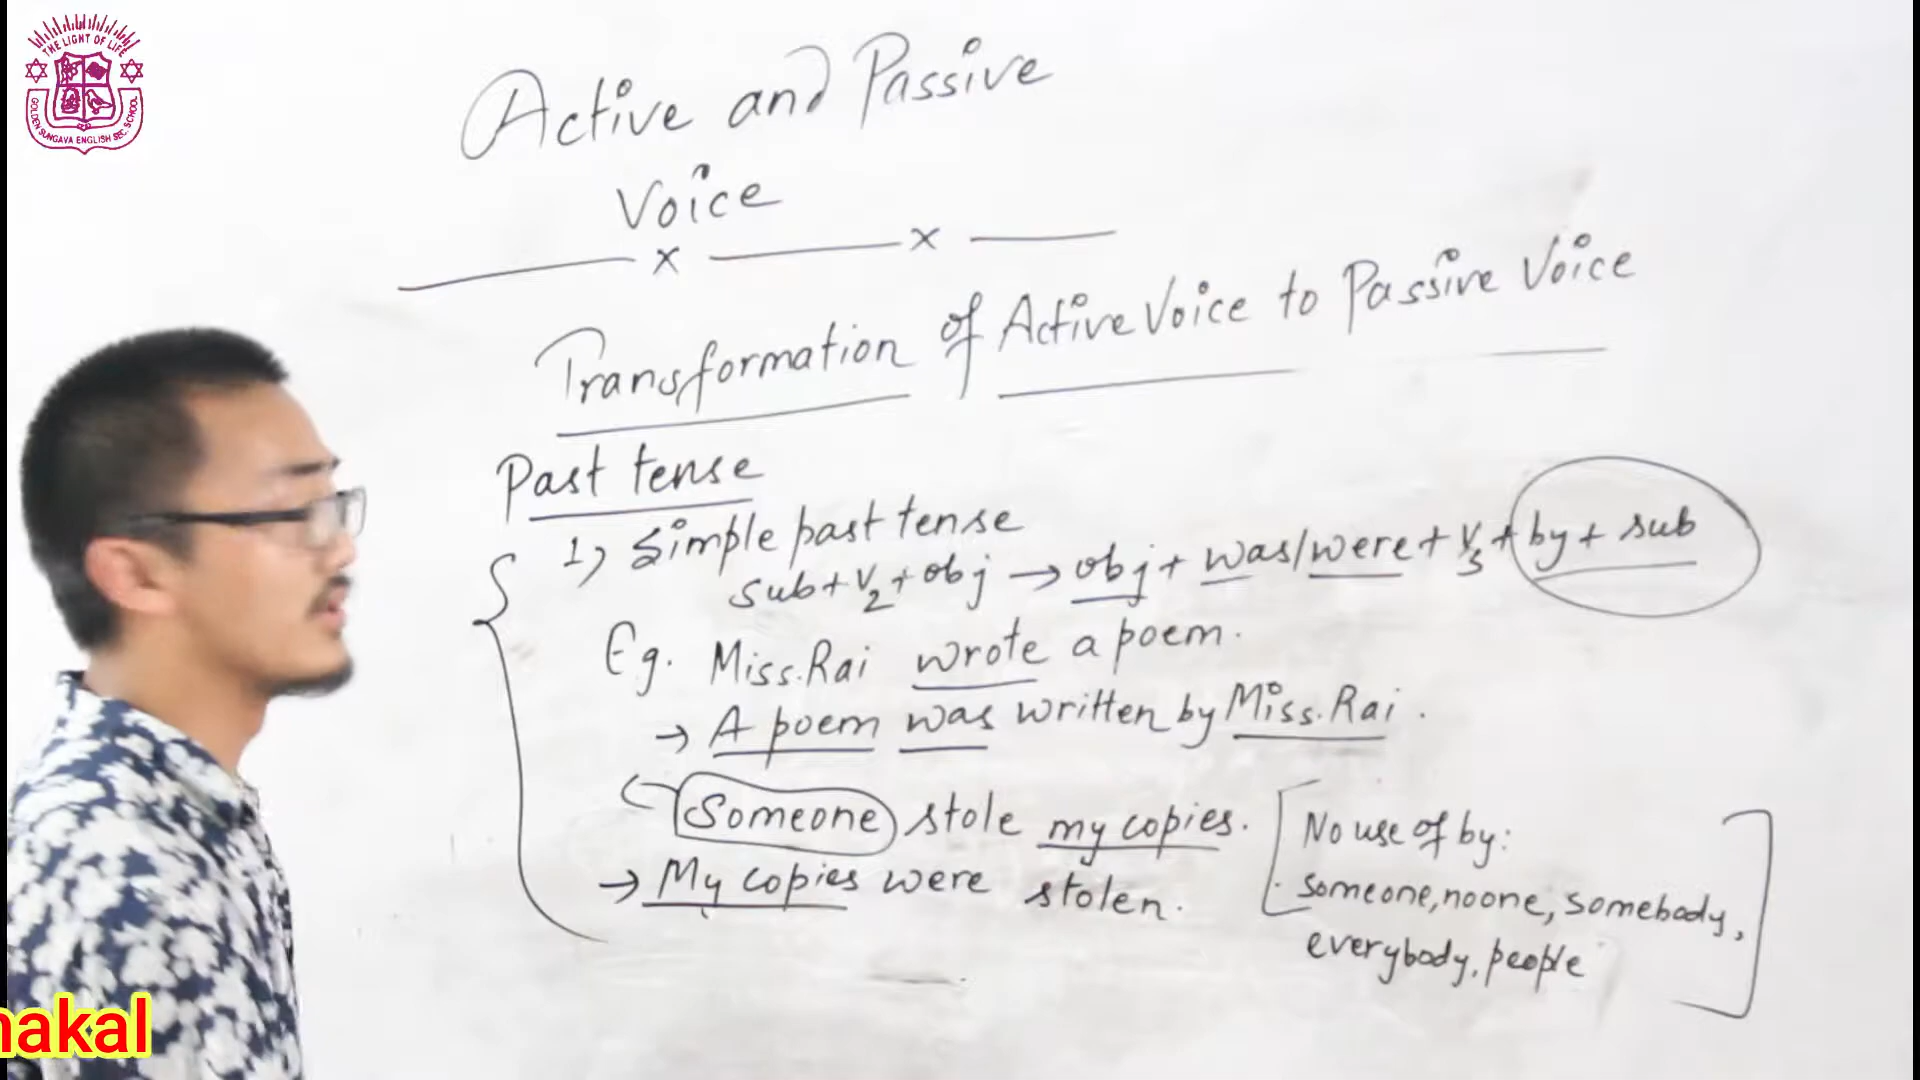 THE LIGHT OF LIFE
GOLDEN SUNGAVA ENGLISH SEC. SCHOOL
Active and Passive
Voice
x x
Transformation of Active Voice to Passive Voice
Past tense
1) Simple past tense
sub + V2 + obj → obj + was/were + V3 + by + sub
Eg. Miss.Rai wrote a poem.
→ A poem was written by Miss.Rai.
Someone stole my copies.
→ My copies were stolen.
[No use of by:
someone, noone, somebody,
everybody, people]
nakal